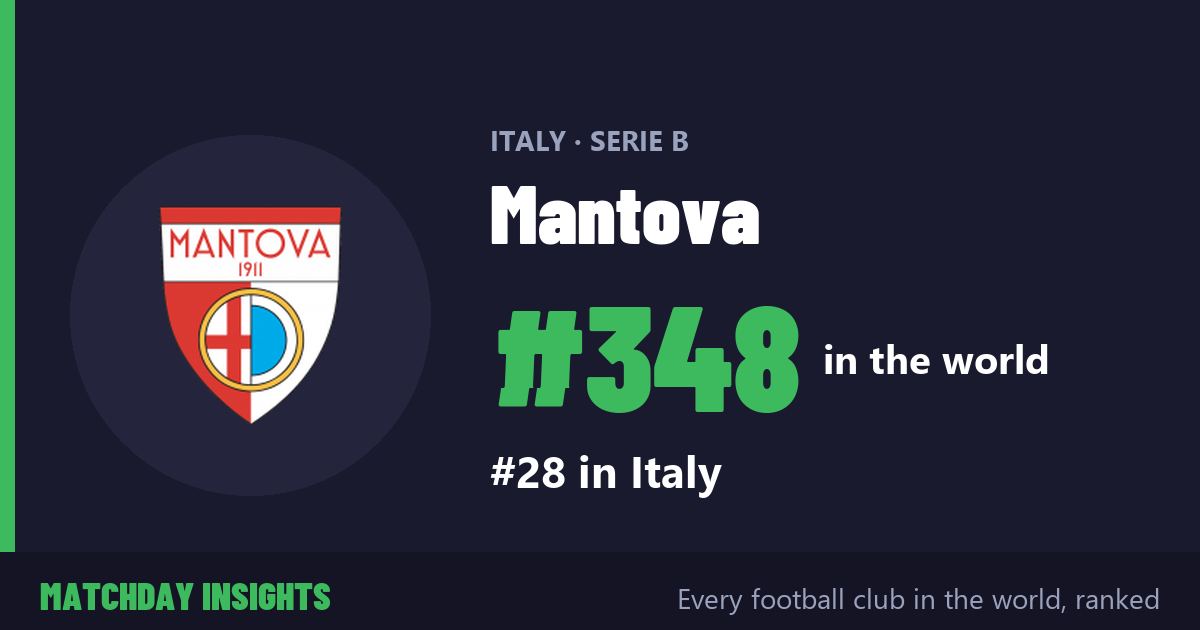 MANTOVA
1911
ITALY · SERIE B
Mantova
#348 in the world
#28 in Italy
MATCHDAY INSIGHTS
Every football club in the world, ranked